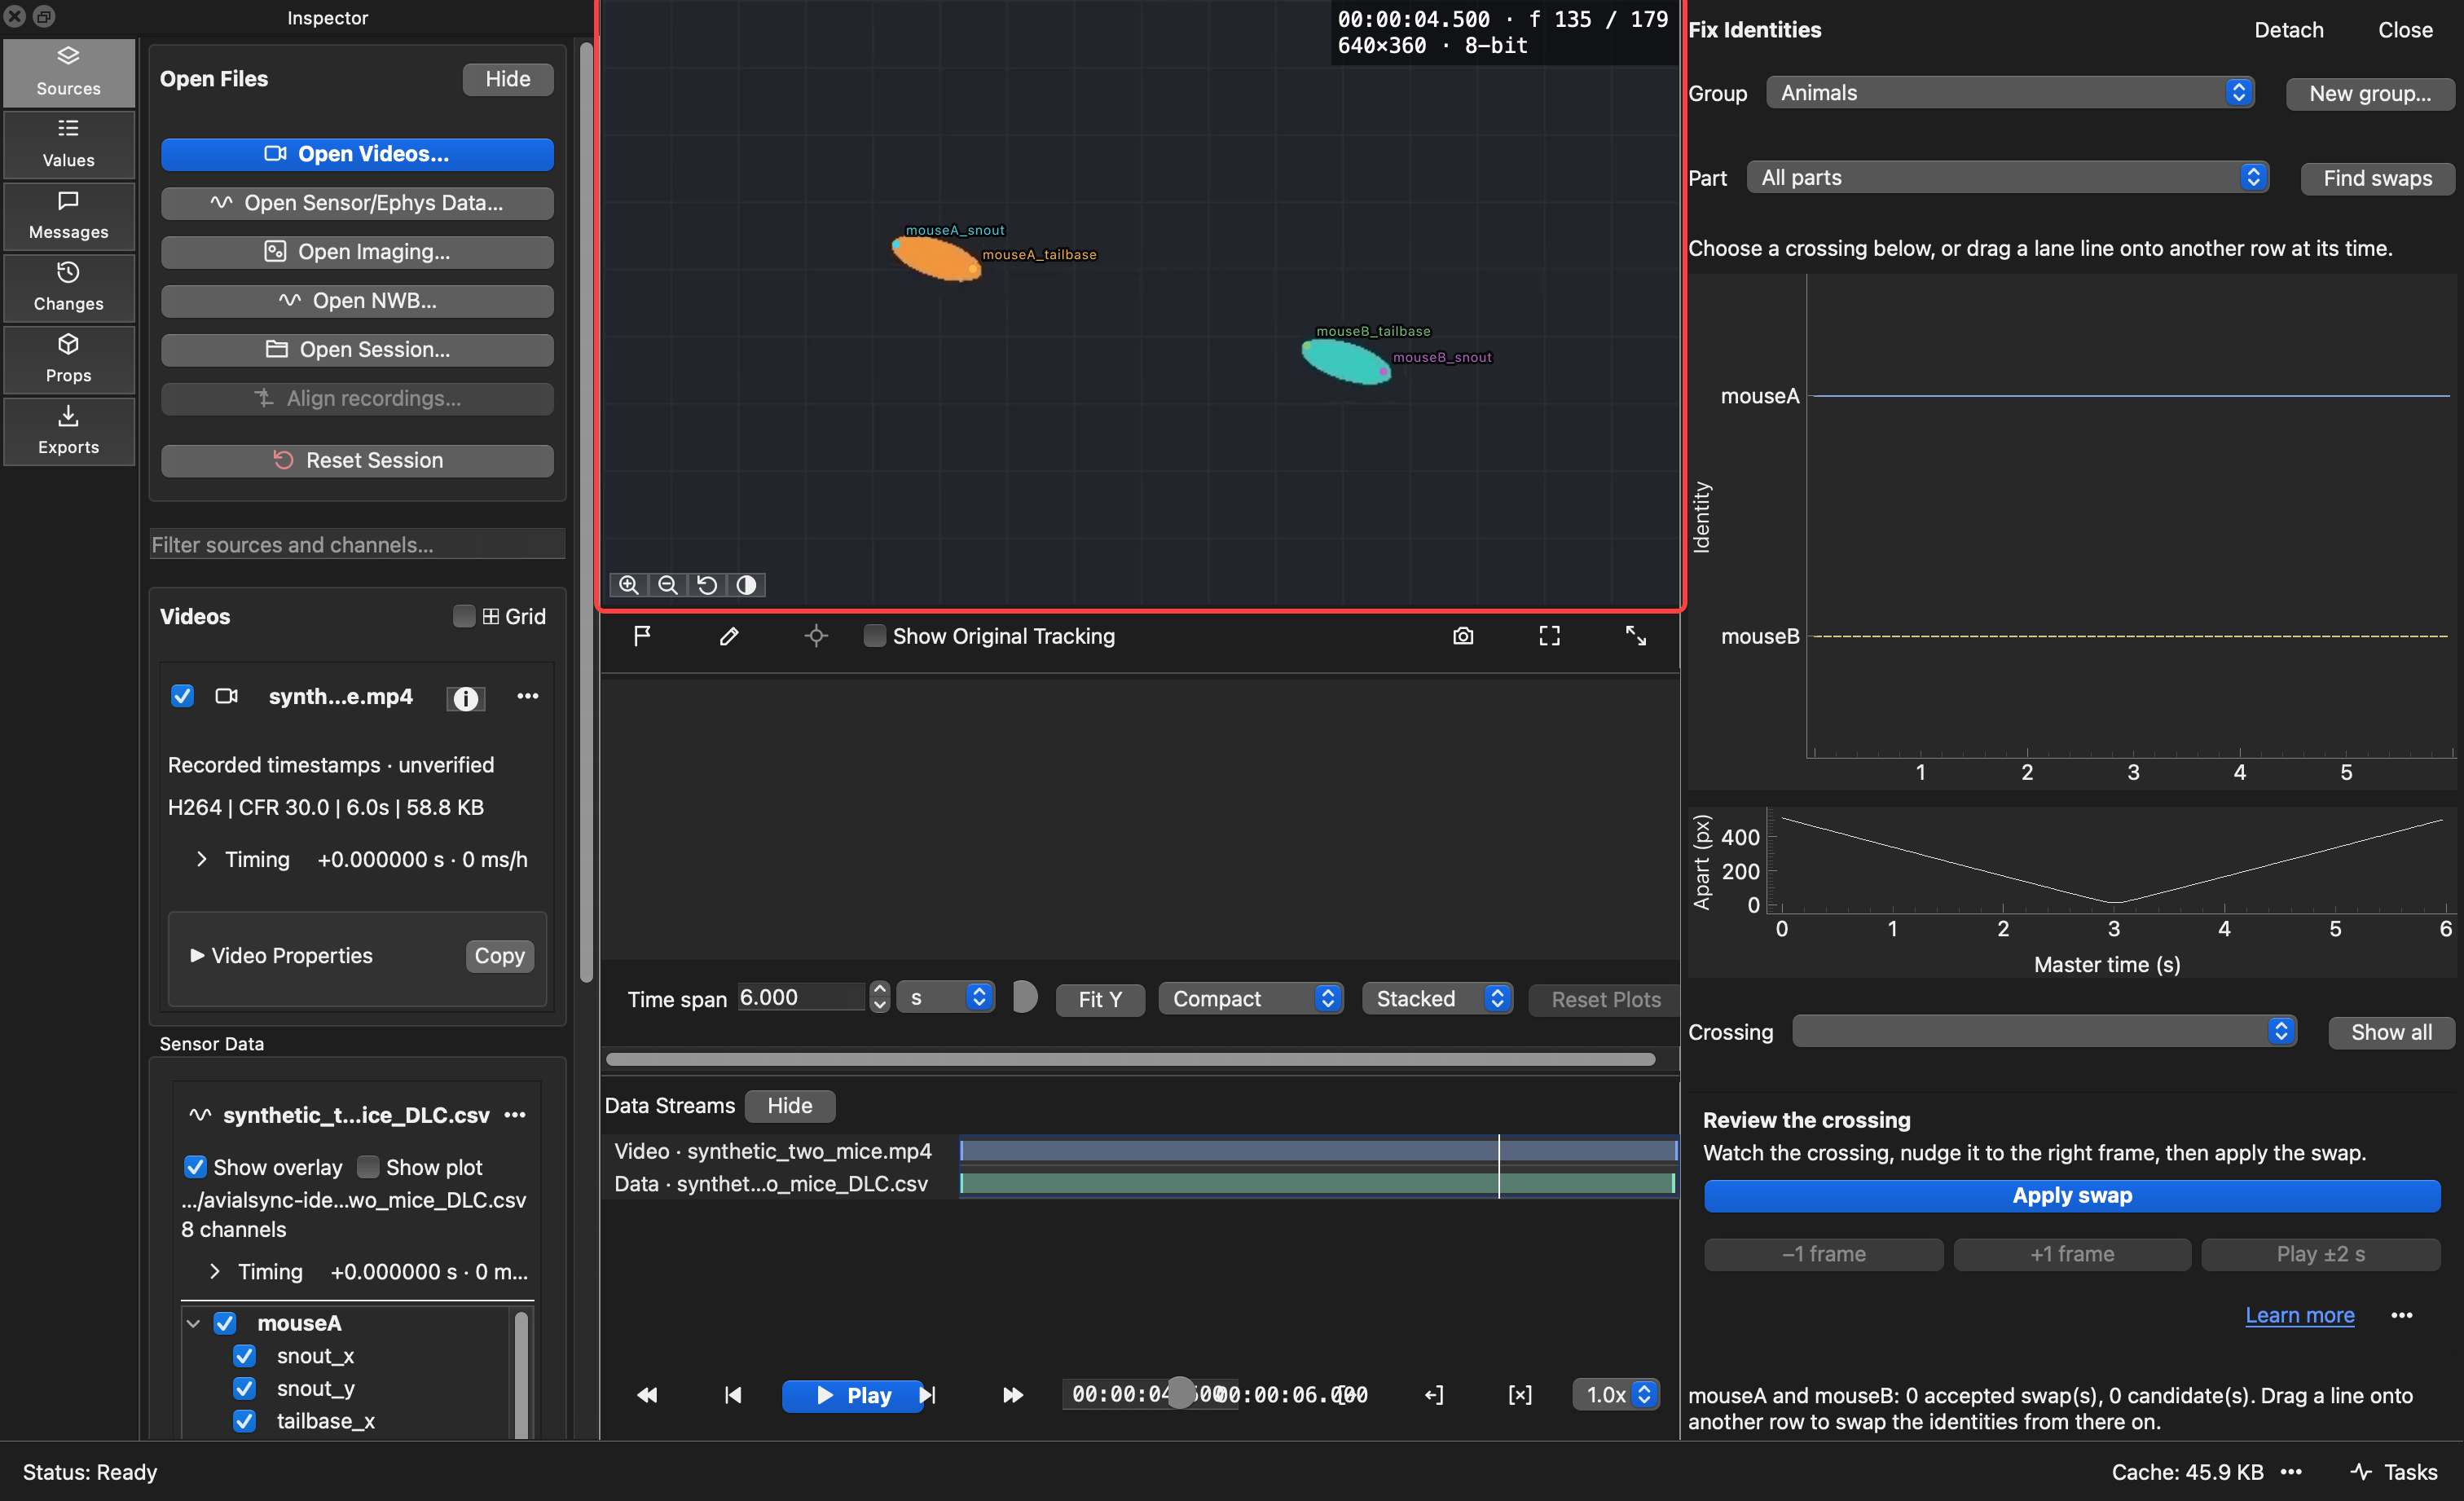 Inspector
Sources
Values
Messages
Changes
Props
Exports
Open Files
Hide
Open Videos...
Open Sensor/Ephys Data...
Open Imaging...
Open NWB...
Open Session...
Align recordings...
Reset Session
Filter sources and channels...
Videos
Grid
synth...e.mp4
Recorded timestamps · unverified
H264 | CFR 30.0 | 6.0s | 58.8 KB
Timing +0.000000 s · 0 ms/h
Video Properties
Copy
Sensor Data
synthetic_t...ice_DLC.csv
Show overlay
Show plot
.../avialsync-ide...wo_mice_DLC.csv
8 channels
Timing +0.000000 s · 0 m...
mouseA
snout_x
snout_y
tailbase_x
00:00:04.500 · f 135 / 179
640×360 · 8-bit
mouseA_snout
mouseA_tailbase
mouseB_tailbase
mouseB_snout
Show Original Tracking
Time span 6.000 s
Fit Y
Compact
Stacked
Reset Plots
Data Streams
Hide
Video · synthetic_two_mice.mp4
Data · synthet...o_mice_DLC.csv
Play
00:00:06.000
1.0x
Fix Identities
Detach
Close
Group
Animals
New group...
Part
All parts
Find swaps
Choose a crossing below, or drag a lane line onto another row at its time.
mouseA
Identity
mouseB
1 2 3 4 5
Apart (px)
400
200
0
0 1 2 3 4 5 6
Master time (s)
Crossing
Show all
Review the crossing
Watch the crossing, nudge it to the right frame, then apply the swap.
Apply swap
−1 frame
+1 frame
Play ±2 s
Learn more
mouseA and mouseB: 0 accepted swap(s), 0 candidate(s). Drag a line onto
another row to swap the identities from there on.
Status: Ready
Cache: 45.9 KB
Tasks